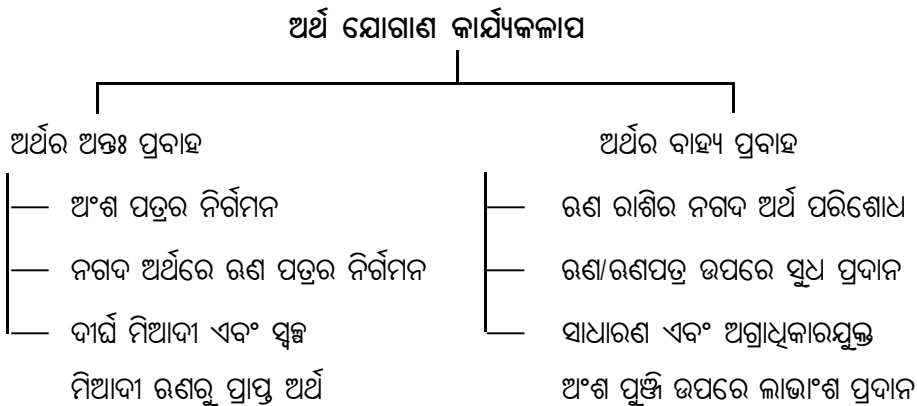 ଅର୍ଥ ଯୋଗାଣ କାର୍ଯ୍ୟକଳାପ
ଅର୍ଥର ଅନ୍ତଃ ପ୍ରବାହ
ଅଂଶ ପତ୍ରର ନିର୍ଗମନ
ନଗଦ ଅର୍ଥରେ ଋଣ ପତ୍ରର ନିର୍ଗମନ
ଦୀର୍ଘ ମିଆଦୀ ଏବଂ ସ୍ୱଳ୍ପ
ମିଆଦୀ ଋଣରୁ ପ୍ରାପ୍ତ ଅର୍ଥ
ଅର୍ଥର ବାହ୍ୟ ପ୍ରବାହ
ଋଣ ରାଶିର ନଗଦ ଅର୍ଥ ପରିଶୋଧ
ଋଣ/ଋଣପତ୍ର ଉପରେ ସୁଧ ପ୍ରଦାନ
ସାଧାରଣ ଏବଂ ଅଗ୍ରାଧିକାରଯୁକ୍ତ
ଅଂଶ ପୁଞ୍ଜି ଉପରେ ଲାଭାଂଶ ପ୍ରଦାନ